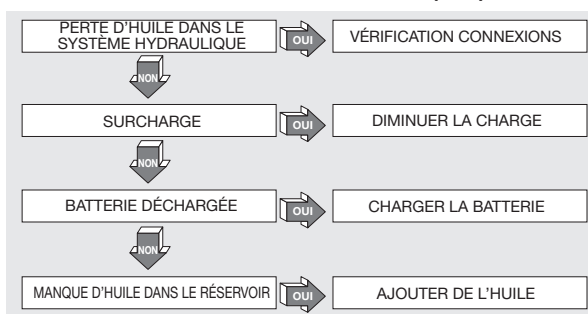 PERTE D'HUILE DANS LE
SYSTÈME HYDRAULIQUE
OUI
VÉRIFICATION CONNEXIONS
NON
SURCHARGE
OUI
DIMINUER LA CHARGE
NON
BATTERIE DÉCHARGÉE
OUI
CHARGER LA BATTERIE
NON
MANQUE D'HUILE DANS LE RÉSERVOIR
OUI
AJOUTER DE L'HUILE